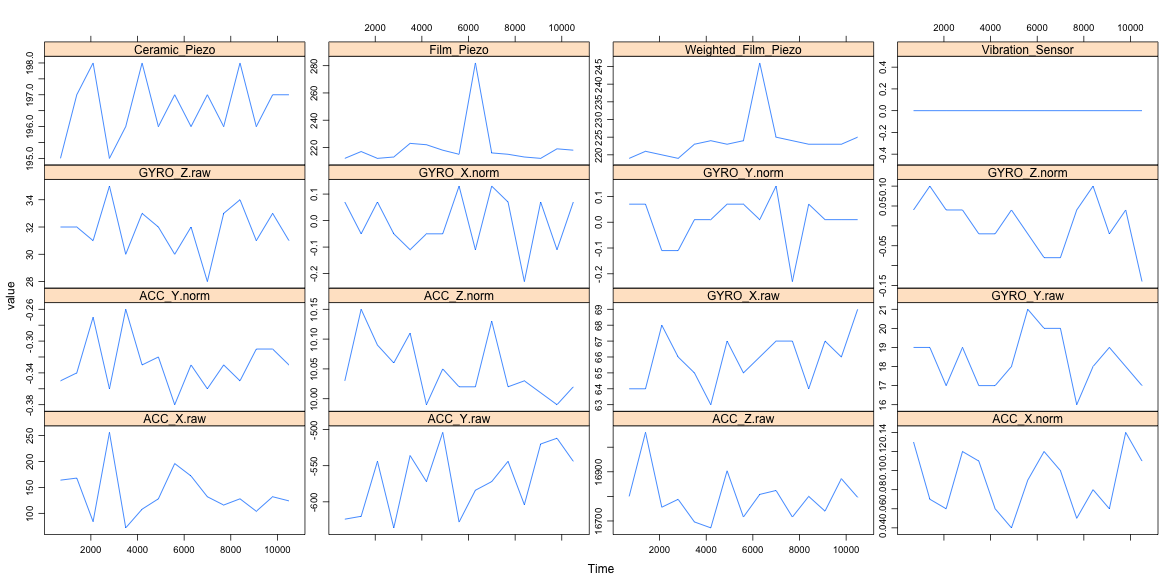 2000 4000 6000 8000 10000 2000 4000 6000 8000 10000
Ceramic_Piezo Film_Piezo Weighted_Film_Piezo Vibration_Sensor
195.0 196.0 197.0 198.0
220 240 260 280
220 225 230 235 240 245
-0.4 -0.2 0.0 0.2 0.4
GYRO_Z.raw GYRO_X.norm GYRO_Y.norm GYRO_Z.norm
28 30 32 34
-0.2 -0.1 0.0 0.1
-0.2 -0.1 0.0 0.1
-0.15 -0.05 0.05 0.10
ACC_Y.norm ACC_Z.norm GYRO_X.raw GYRO_Y.raw
-0.38 -0.34 -0.30 -0.26
10.00 10.05 10.10 10.15
63 64 65 66 67 68 69
16 17 18 19 20 21
ACC_X.raw ACC_Y.raw ACC_Z.raw ACC_X.norm
100 150 200 250
-600 -550 -500
16700 16900
0.04 0.06 0.08 0.10 0.12 0.14
2000 4000 6000 8000 10000 2000 4000 6000 8000 10000
value
Time